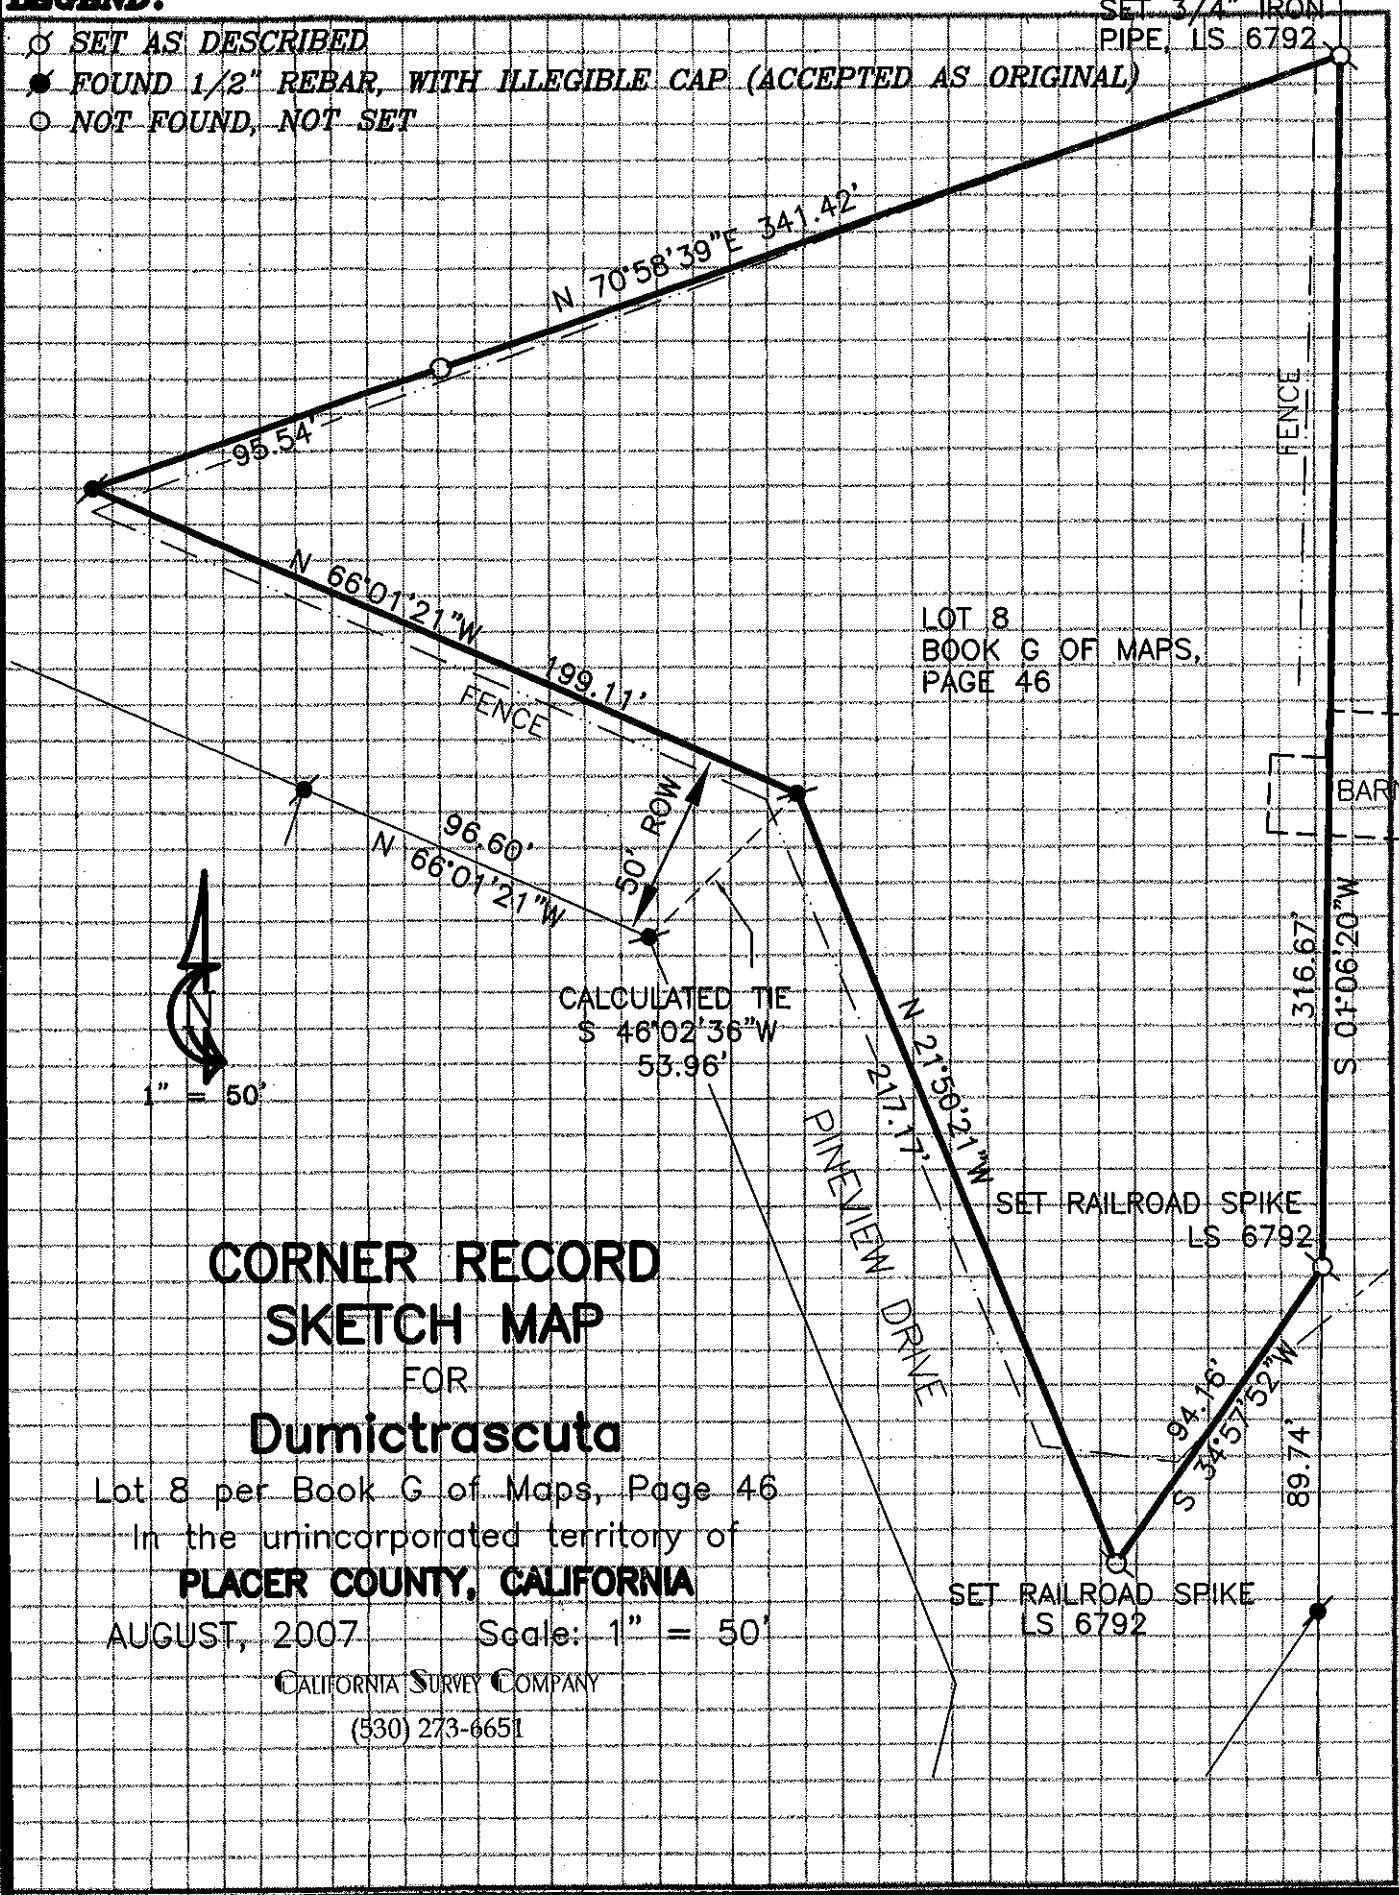 LEGEND:
SET AS DESCRIBED
FOUND 1/2" REBAR, WITH ILLEGIBLE CAP (ACCEPTED AS ORIGINAL)
NOT FOUND, NOT SET
SET 3/4" IRON
PIPE, LS 6792
N 70°58'39"E 341.42'
95.54'
FENCE
N 66°01'21"W
199.11'
FENCE
LOT 8
BOOK G OF MAPS,
PAGE 46
BARN
50' ROW
96.60'
N 66°01'21"W
316.67'
S 01°06'20"W
N
1" = 50'
CALCULATED TIE
S 46°02'36"W
53.96'
N 21°50'21"W
217.17'
PINEVIEW DRIVE
SET RAILROAD SPIKE
LS 6792
94.16'
S 34°57'52"W
89.74'
SET RAILROAD SPIKE
LS 6792
CORNER RECORD
SKETCH MAP
FOR
Dumictrascuta
Lot 8 per Book G of Maps, Page 46
In the unincorporated territory of
PLACER COUNTY, CALIFORNIA
AUGUST, 2007 Scale: 1" = 50'
CALIFORNIA SURVEY COMPANY
(530) 273-6651